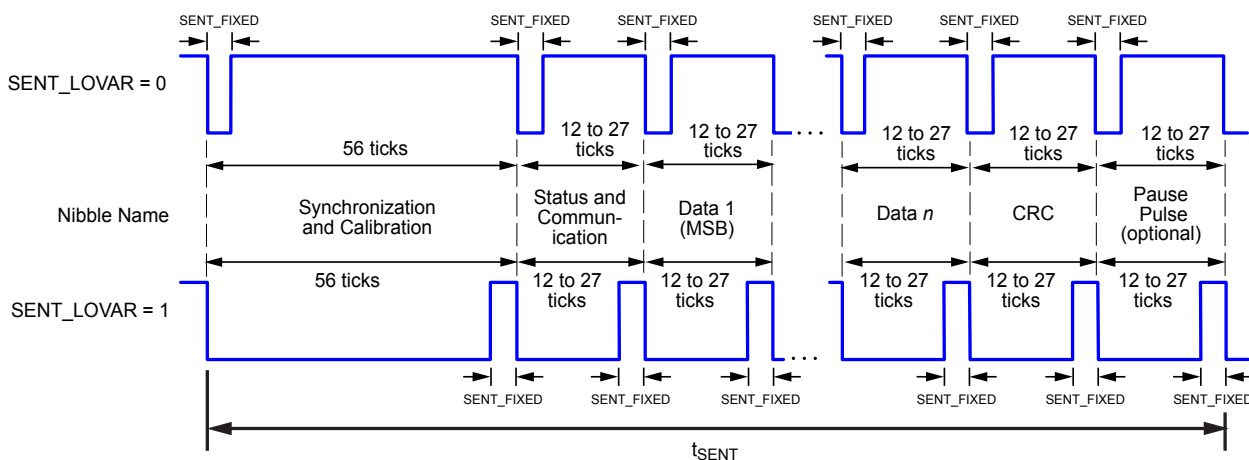 SENT_FIXED SENT_FIXED SENT_FIXED SENT_FIXED SENT_FIXED SENT_FIXED
SENT_LOVAR = 0
56 ticks
12 to 27
ticks
12 to 27
ticks
. . .
12 to 27
ticks
12 to 27
ticks
12 to 27
ticks
Nibble Name
Synchronization
and Calibration
Status and
Commun-
ication
Data 1
(MSB)
Data n
CRC
Pause
Pulse
(optional)
56 ticks
12 to 27
ticks
12 to 27
ticks
12 to 27
ticks
12 to 27
ticks
12 to 27
ticks
SENT_LOVAR = 1
. . .
SENT_FIXED SENT_FIXED SENT_FIXED SENT_FIXED SENT_FIXED SENT_FIXED
tSENT